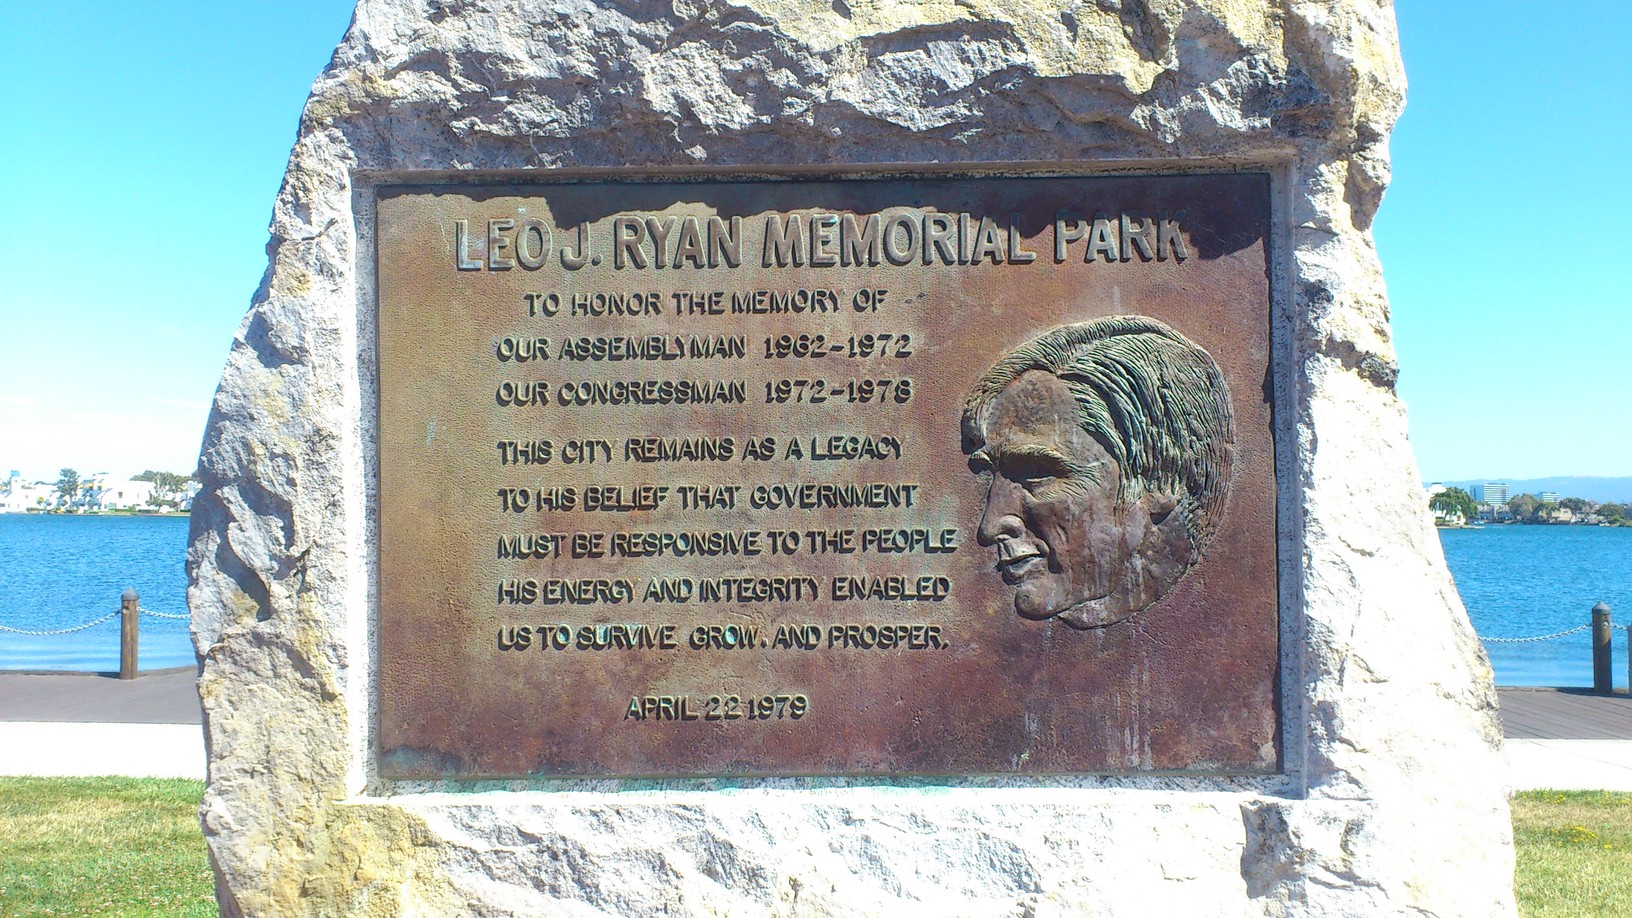 LEO J. RYAN MEMORIAL PARK
TO HONOR THE MEMORY OF
OUR ASSEMBLYMAN 1962-1972
OUR CONGRESSMAN 1972-1978
THIS CITY REMAINS AS A LEGACY
TO HIS BELIEF THAT GOVERNMENT
MUST BE RESPONSIVE TO THE PEOPLE
HIS ENERGY AND INTEGRITY ENABLED
US TO SURVIVE GROW. AND PROSPER.
APRIL 22 1979